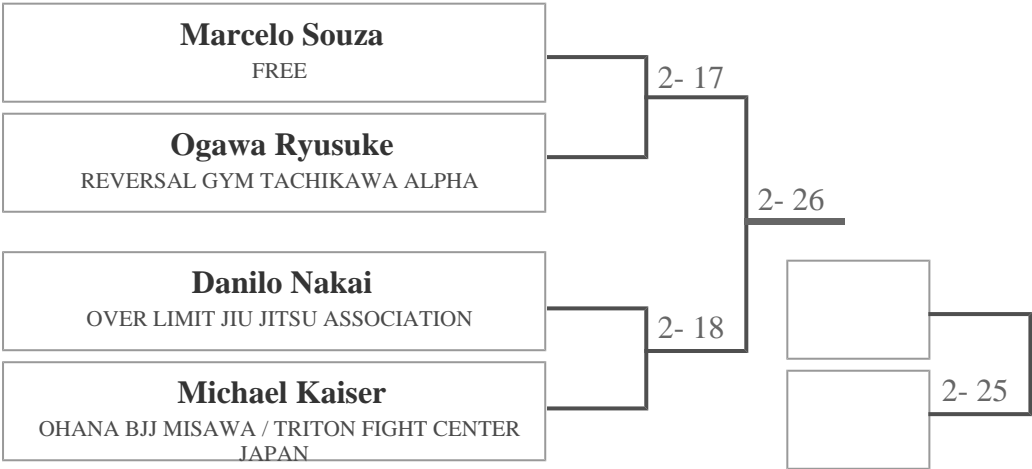 Marcelo Souza
FREE
2- 17
Ogawa Ryusuke
REVERSAL GYM TACHIKAWA ALPHA
2- 26
Danilo Nakai
OVER LIMIT JIU JITSU ASSOCIATION
2- 18
Michael Kaiser
OHANA BJJ MISAWA / TRITON FIGHT CENTER
JAPAN
2- 25